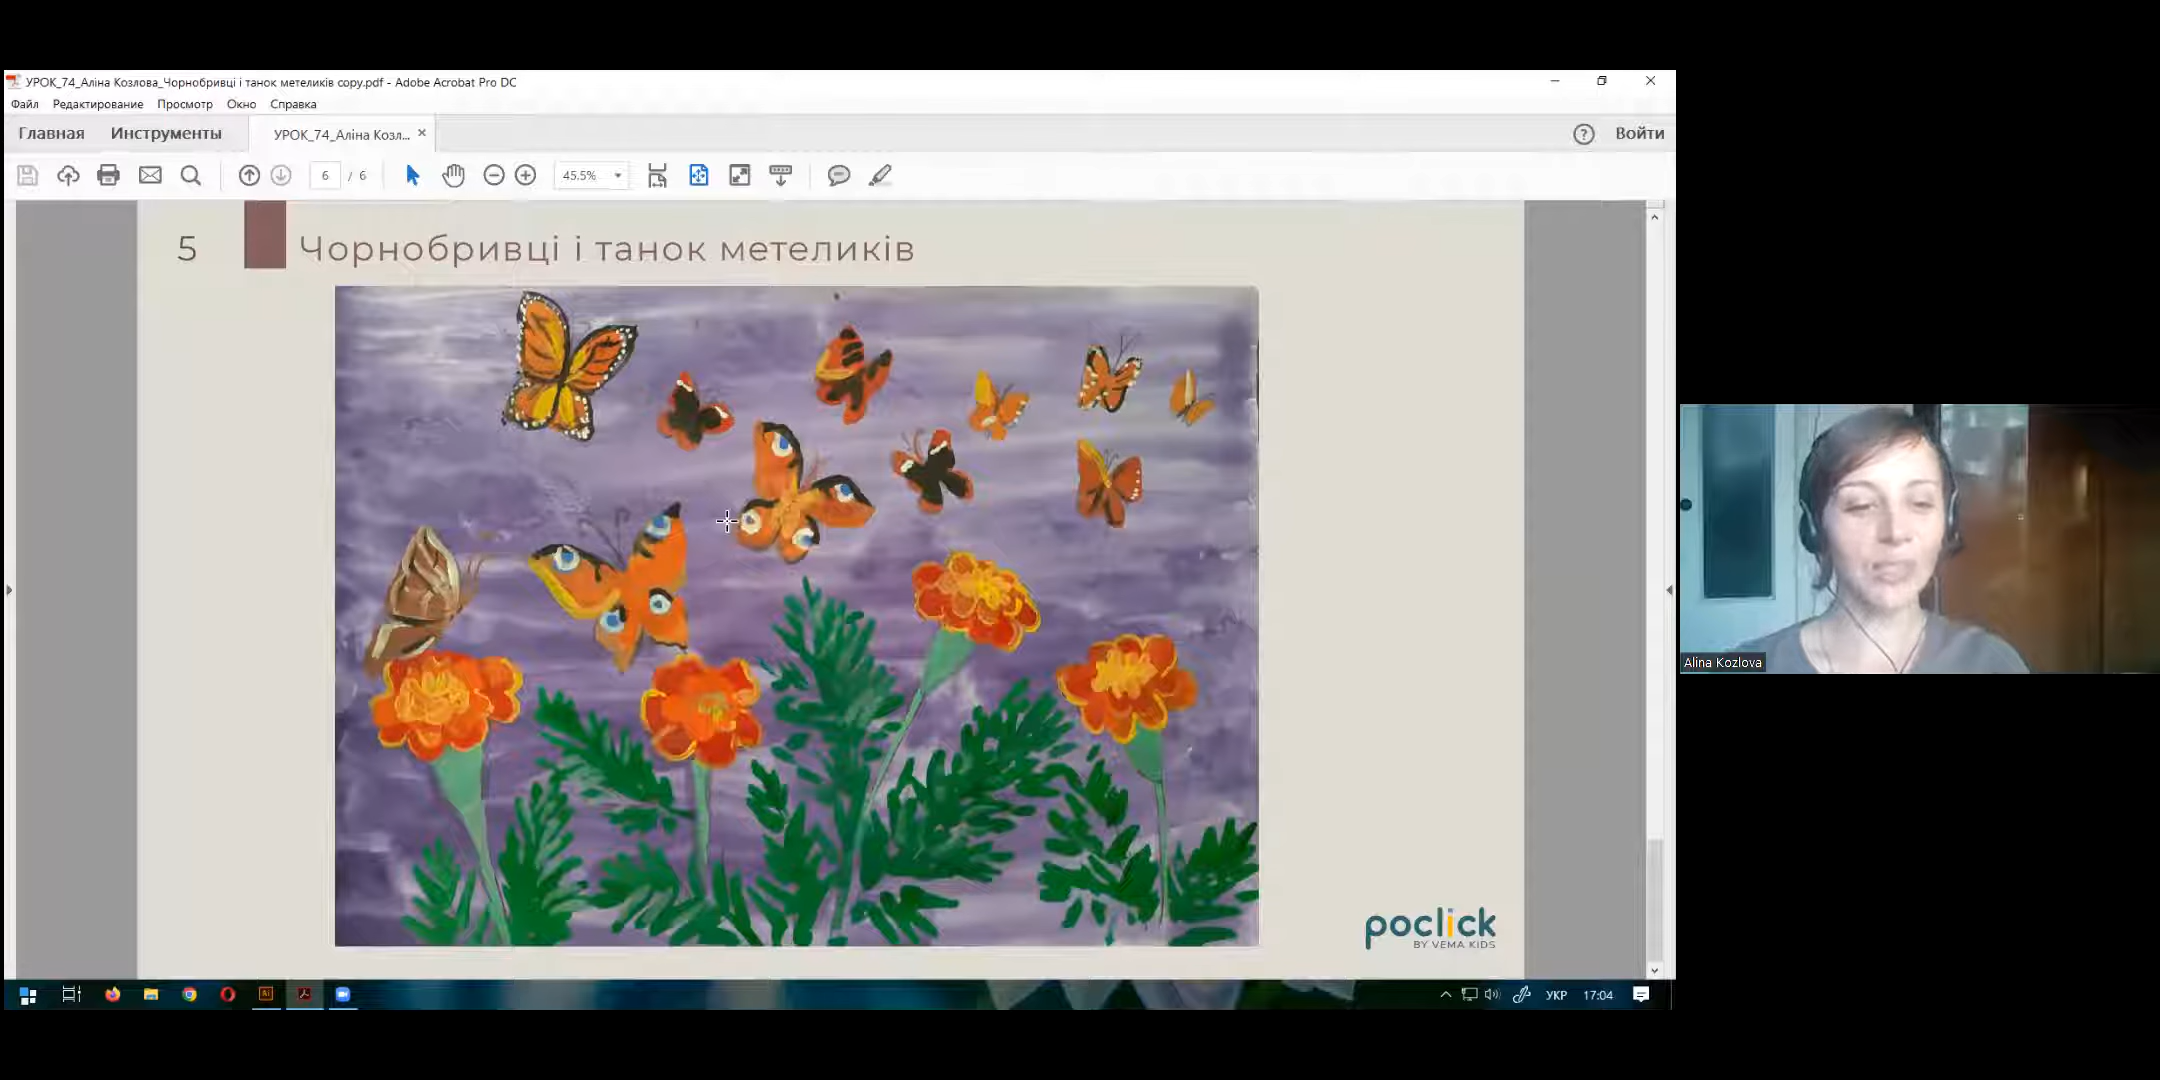 УРОК_74_Аліна Козлова_Чорнобривці і танок метеликів copy.pdf - Adobe Acrobat Pro DC
Файл Редактирование Просмотр Окно Справка
Главная Инструменты УРОК_74_Аліна Козл... Войти
6 / 6 45.5%
5 Чорнобривці і танок метеликів
Alina Kozlova
poclick
BY VEMA KIDS
Ai
УКР 17:04